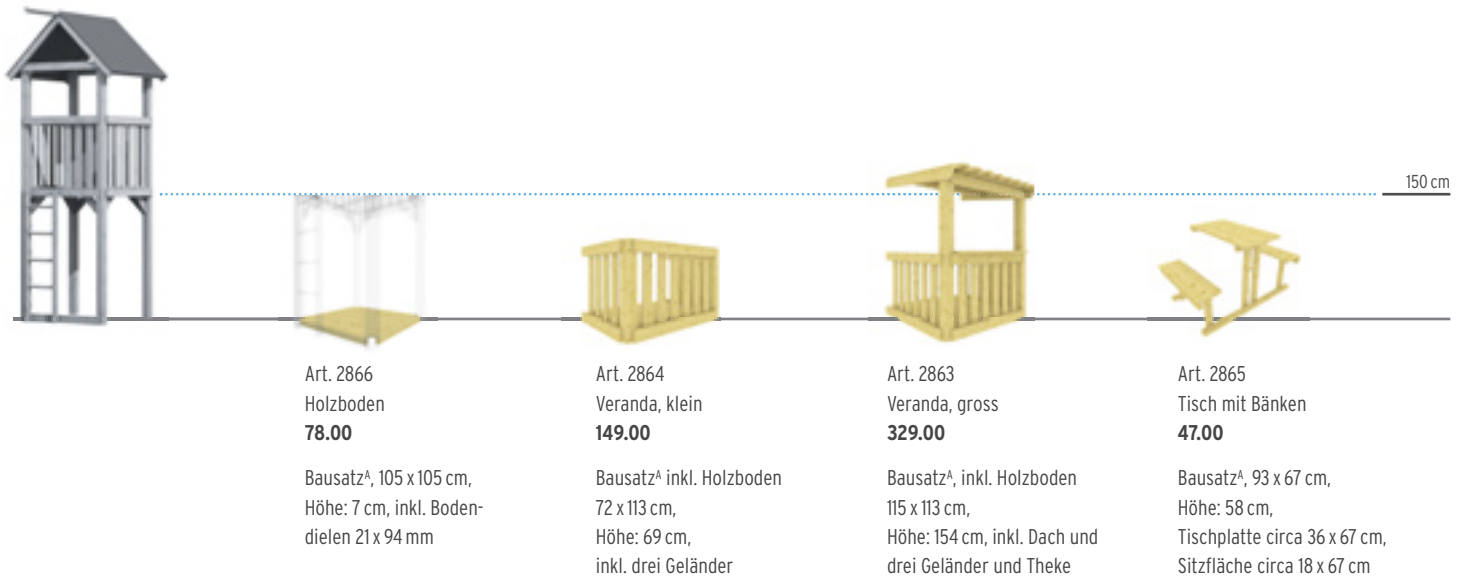 150 cm
Art. 2866
Holzboden
78.00
Bausatzᴬ, 105 x 105 cm,
Höhe: 7 cm, inkl. Boden-
dielen 21 x 94 mm
Art. 2864
Veranda, klein
149.00
Bausatzᴬ inkl. Holzboden
72 x 113 cm,
Höhe: 69 cm,
inkl. drei Geländer
Art. 2863
Veranda, gross
329.00
Bausatzᴬ, inkl. Holzboden
115 x 113 cm,
Höhe: 154 cm, inkl. Dach und
drei Geländer und Theke
Art. 2865
Tisch mit Bänken
47.00
Bausatzᴬ, 93 x 67 cm,
Höhe: 58 cm,
Tischplatte circa 36 x 67 cm,
Sitzfläche circa 18 x 67 cm